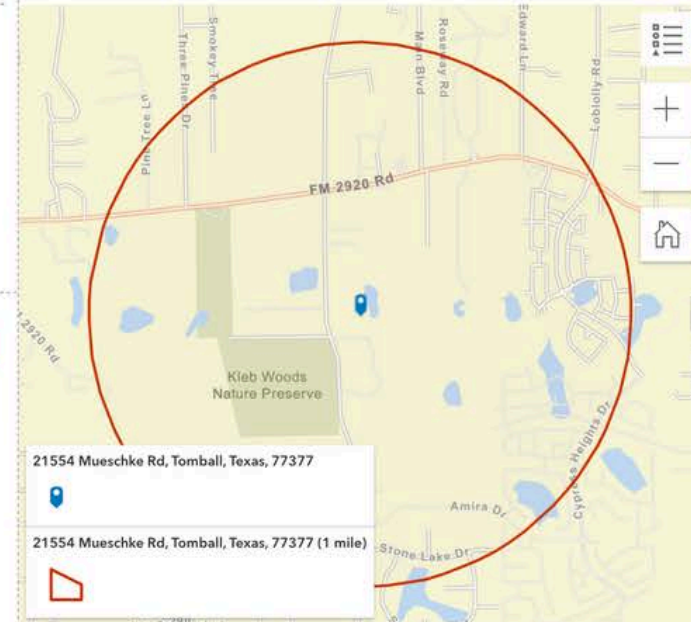 Smokey Tree
Three Pines Dr
Pine Tree Ln
Main Blvd
Roseway Rd
Edward Ln
Loblolly Rd
FM 2920 Rd
2920 Rd
Kleb Woods
Nature Preserve
Cypress Heights Dr
Amira Dr
Stone Lake Dr
21554 Mueschke Rd, Tomball, Texas, 77377
21554 Mueschke Rd, Tomball, Texas, 77377 (1 mile)